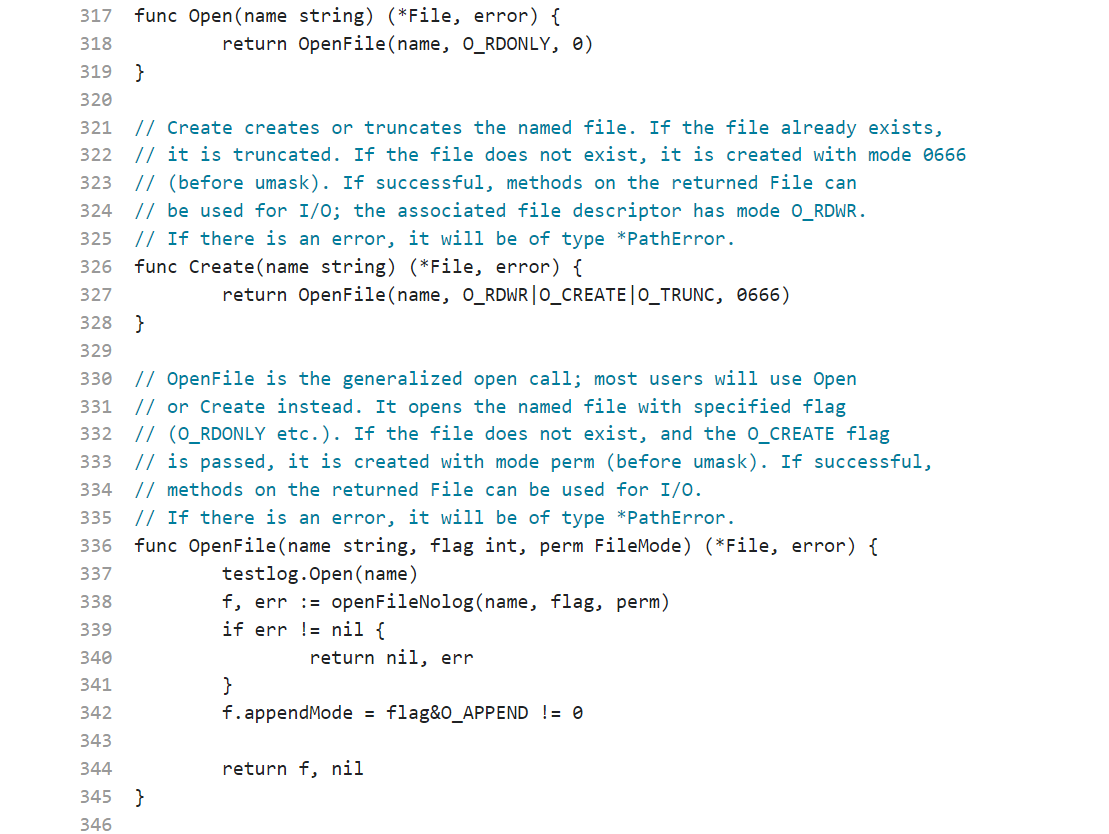 317 func Open(name string) (*File, error) {
318 return OpenFile(name, O_RDONLY, 0)
319 }
320
321 // Create creates or truncates the named file. If the file already exists,
322 // it is truncated. If the file does not exist, it is created with mode 0666
323 // (before umask). If successful, methods on the returned File can
324 // be used for I/O; the associated file descriptor has mode O_RDWR.
325 // If there is an error, it will be of type *PathError.
326 func Create(name string) (*File, error) {
327 return OpenFile(name, O_RDWR|O_CREATE|O_TRUNC, 0666)
328 }
329
330 // OpenFile is the generalized open call; most users will use Open
331 // or Create instead. It opens the named file with specified flag
332 // (O_RDONLY etc.). If the file does not exist, and the O_CREATE flag
333 // is passed, it is created with mode perm (before umask). If successful,
334 // methods on the returned File can be used for I/O.
335 // If there is an error, it will be of type *PathError.
336 func OpenFile(name string, flag int, perm FileMode) (*File, error) {
337 testlog.Open(name)
338 f, err := openFileNolog(name, flag, perm)
339 if err != nil {
340 return nil, err
341 }
342 f.appendMode = flag&O_APPEND != 0
343
344 return f, nil
345 }
346